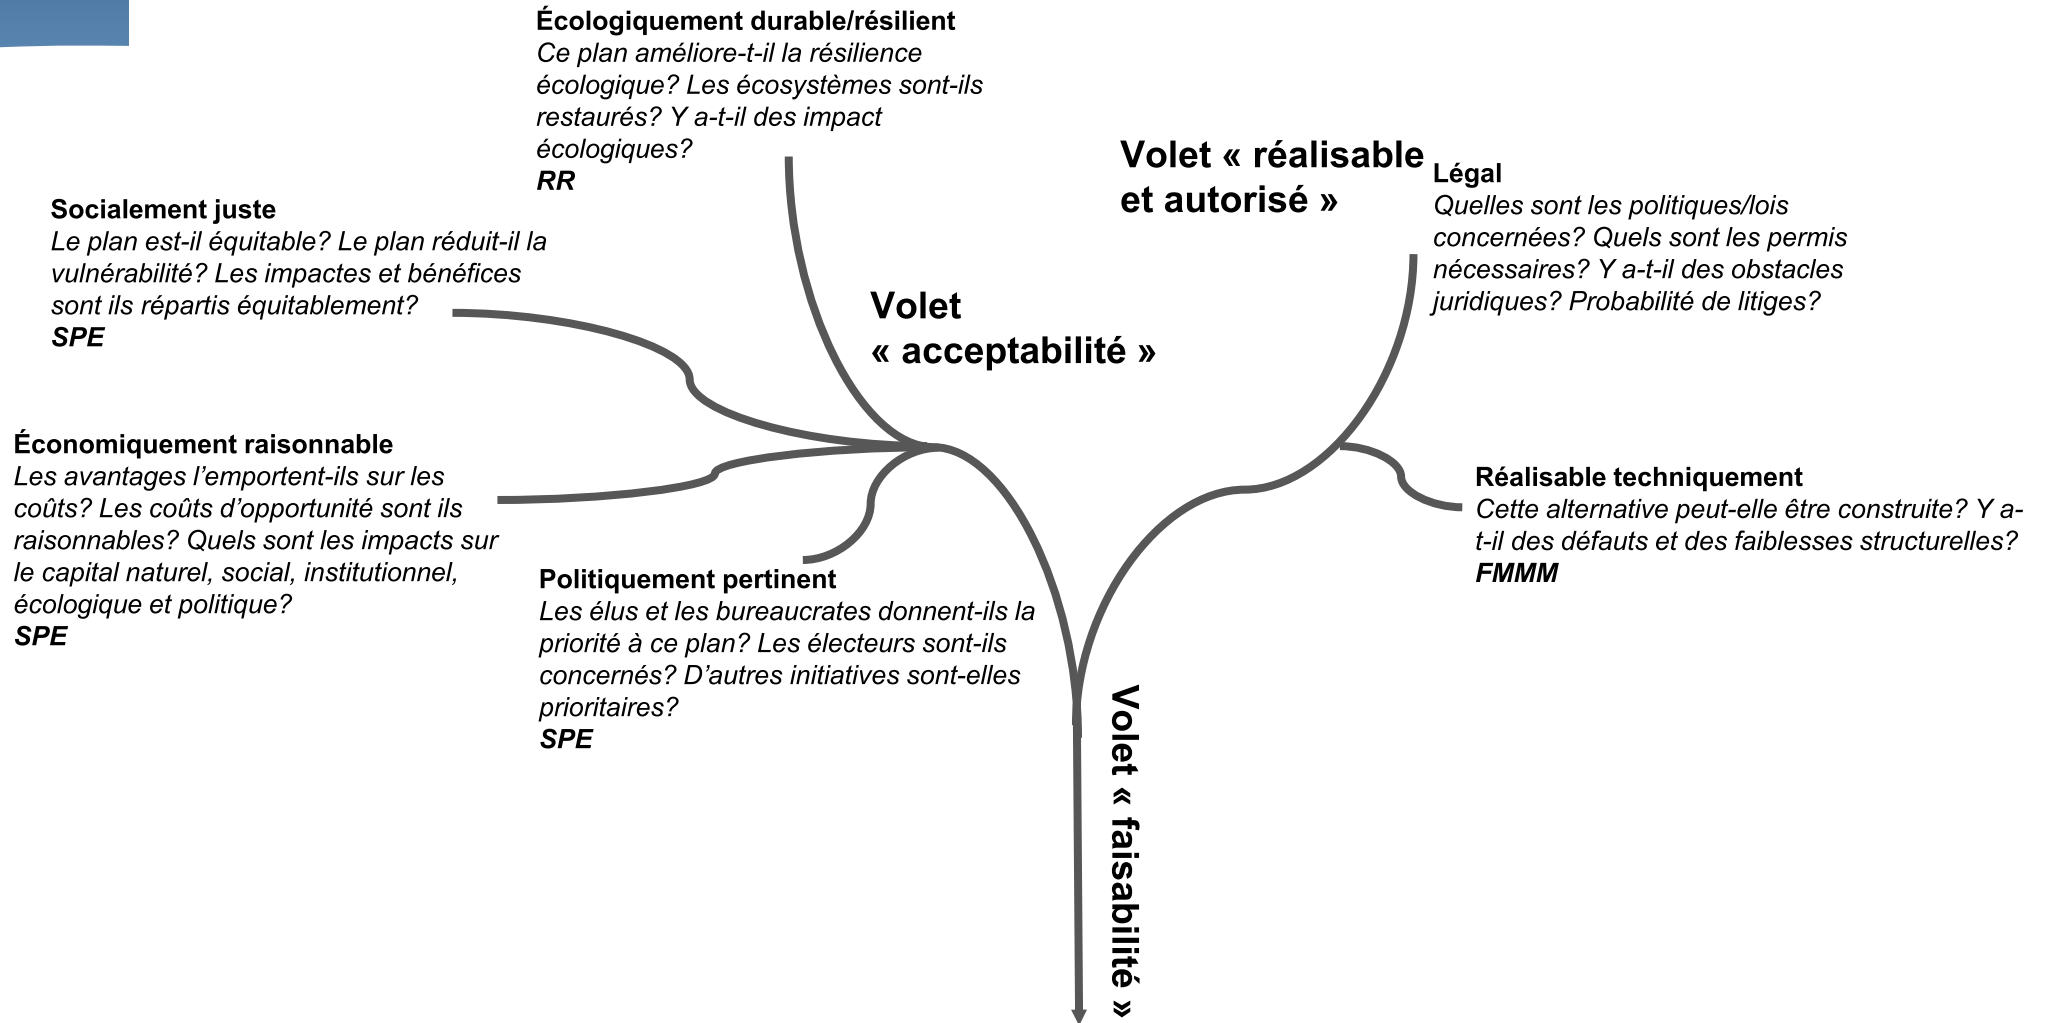 Écologiquement durable/résilient
Ce plan améliore-t-il la résilience
écologique? Les écosystèmes sont-ils
restaurés? Y a-t-il des impact
écologiques?
RR
Socialement juste
Le plan est-il équitable? Le plan réduit-il la
vulnérabilité? Les impactes et bénéfices
sont ils répartis équitablement?
SPE
Économiquement raisonnable
Les avantages l’emportent-ils sur les
coûts? Les coûts d’opportunité sont ils
raisonnables? Quels sont les impacts sur
le capital naturel, social, institutionnel,
écologique et politique?
SPE
Politiquement pertinent
Les élus et les bureaucrates donnent-ils la
priorité à ce plan? Les électeurs sont-ils
concernés? D’autres initiatives sont-elles
prioritaires?
SPE
Volet
« acceptabilité »
Volet « réalisable
et autorisé »
Légal
Quelles sont les politiques/lois
concernées? Quels sont les permis
nécessaires? Y a-t-il des obstacles
juridiques? Probabilité de litiges?
Réalisable techniquement
Cette alternative peut-elle être construite? Y a-
t-il des défauts et des faiblesses structurelles?
FMMM
Volet « faisabilité »